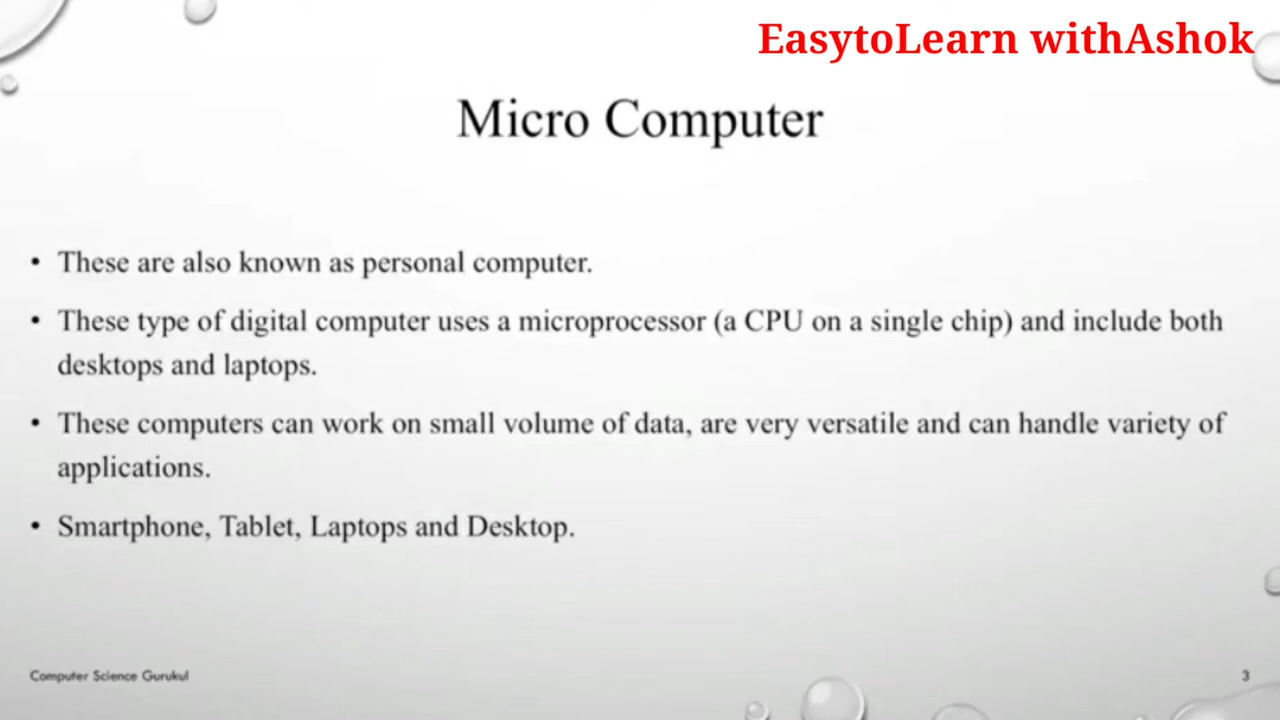 EasytoLearn withAshok
Micro Computer
• These are also known as personal computer.
• These type of digital computer uses a microprocessor (a CPU on a single chip) and include both
desktops and laptops.
• These computers can work on small volume of data, are very versatile and can handle variety of
applications.
• Smartphone, Tablet, Laptops and Desktop.
Computer Science Gurukul
3